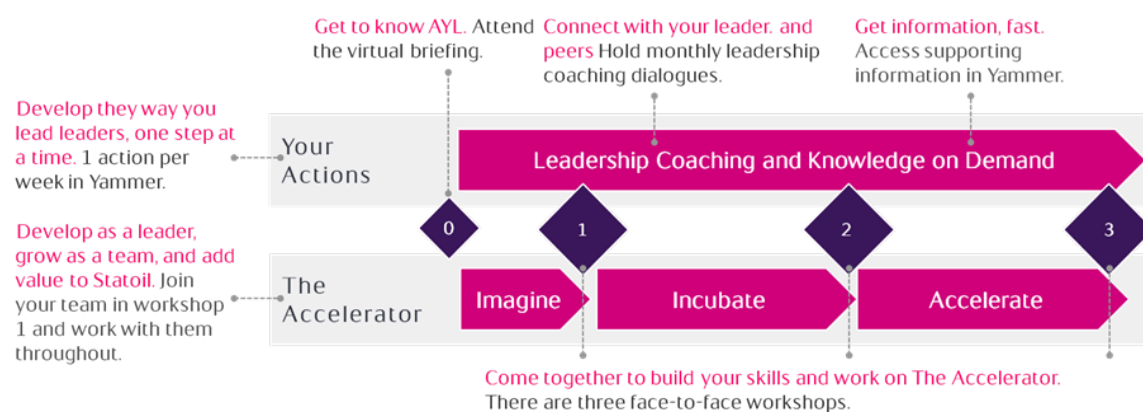 Get to know AYL. Attend
the virtual briefing.
Connect with your leader. and
peers Hold monthly leadership
coaching dialogues.
Get information, fast.
Access supporting
information in Yammer.
Develop they way you
lead leaders, one step at
a time. 1 action per
week in Yammer.
Your
Actions
Leadership Coaching and Knowledge on Demand
0
1
2
3
Develop as a leader,
grow as a team, and add
value to Statoil. Join
your team in workshop
1 and work with them
throughout.
The
Accelerator
Imagine
Incubate
Accelerate
Come together to build your skills and work on The Accelerator.
There are three face-to-face workshops.